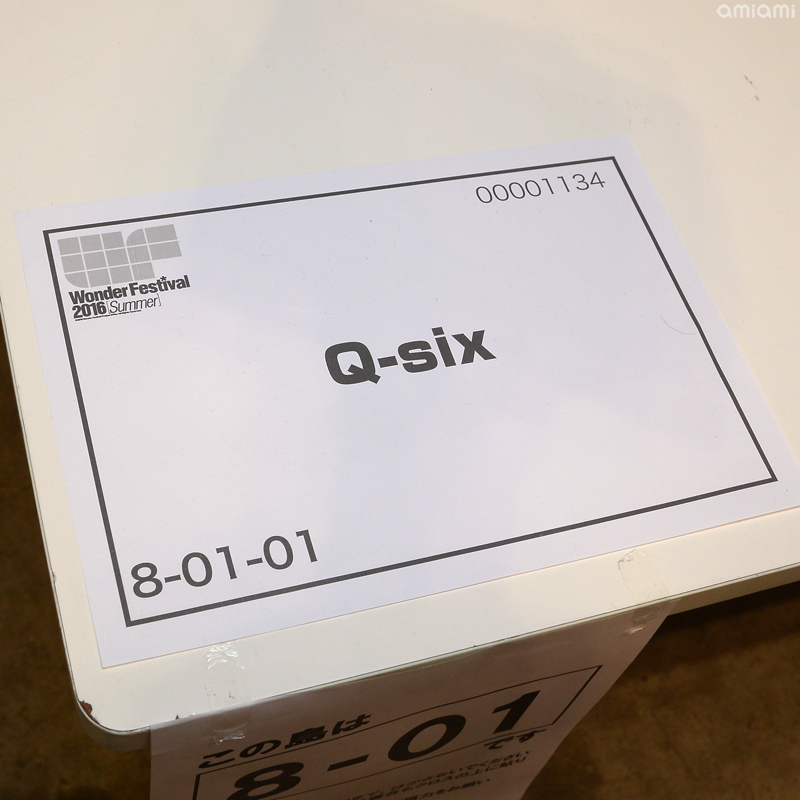 amiami
00001134
Wonder Festival
2016[Summer]
Q-six
8-01-01
この島は
8-01
です